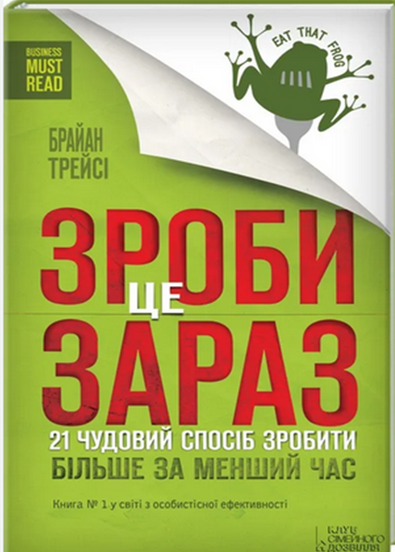 BUSINESS
MUST
READ
EAT THAT FROG
БРАЙАН
ТРЕЙСІ
ЗРОБИ
ЦЕ
ЗАРАЗ
21 ЧУДОВИЙ СПОСІБ ЗРОБИТИ
БІЛЬШЕ ЗА МЕНШИЙ ЧАС
Книга № 1 у світі з особистісної ефективності
КЛУБ
СІМЕЙНОГО
ДОЗВІЛЛЯ